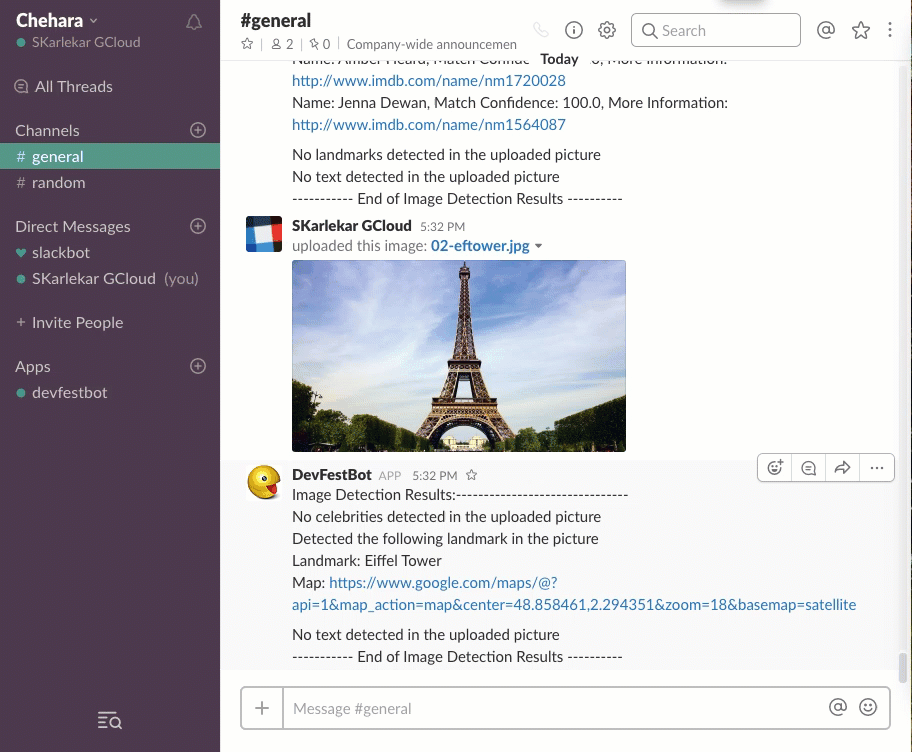 Chehara
SKarlekar GCloud
All Threads
Channels
# general
# random
Direct Messages
slackbot
SKarlekar GCloud (you)
+ Invite People
Apps
devfestbot
#general
2 | 0 | Company-wide announcemen
Search
Today
Name: Amber Heard, Match 0, More Information:
http://www.imdb.com/name/nm1720028
Name: Jenna Dewan, Match Confidence: 100.0, More Information:
http://www.imdb.com/name/nm1564087
No landmarks detected in the uploaded picture
No text detected in the uploaded picture
----------- End of Image Detection Results ----------
SKarlekar GCloud 5:32 PM
uploaded this image: 02-eftower.jpg
DevFestBot APP 5:32 PM
Image Detection Results:-------------------------------
No celebrities detected in the uploaded picture
Detected the following landmark in the picture
Landmark: Eiffel Tower
Map: https://www.google.com/maps/@?
api=1&map_action=map&center=48.858461,2.294351&zoom=18&basemap=satellite
No text detected in the uploaded picture
----------- End of Image Detection Results ----------
Message #general